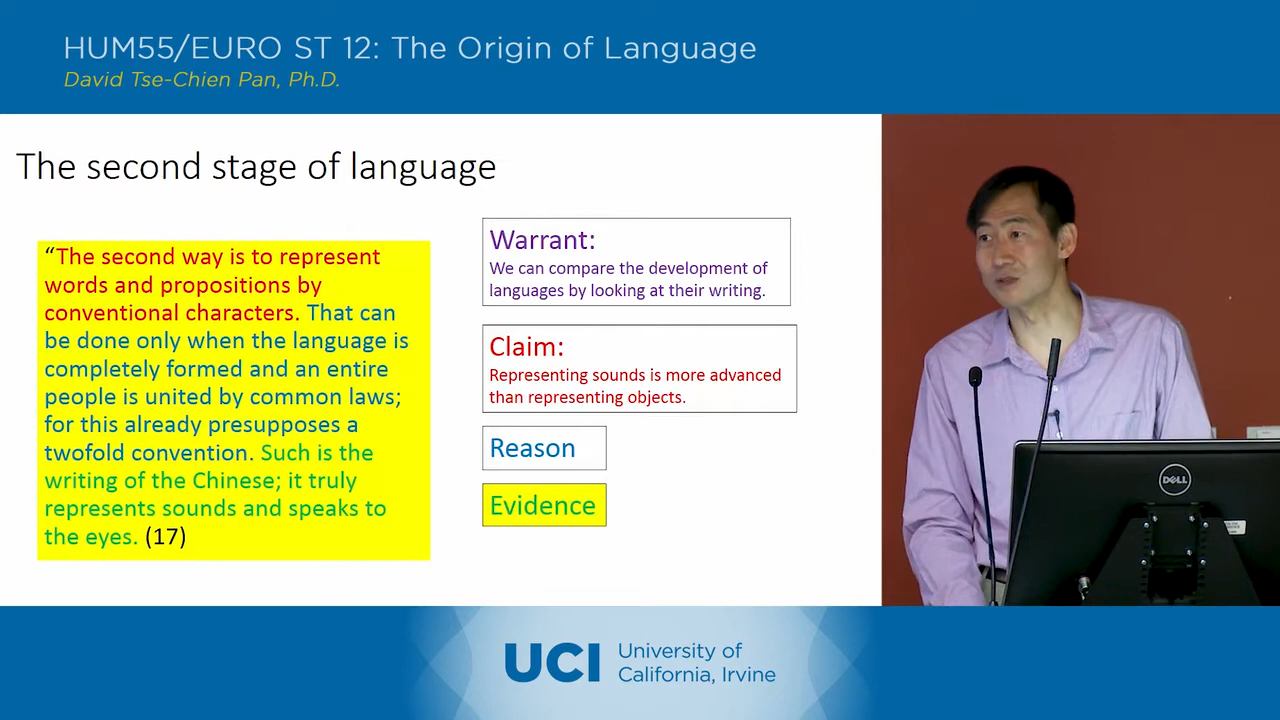 HUM55/EURO ST 12: The Origin of Language
David Tse-Chien Pan, Ph.D.
The second stage of language
“The second way is to represent
words and propositions by
conventional characters. That can
be done only when the language is
completely formed and an entire
people is united by common laws;
for this already presupposes a
twofold convention. Such is the
writing of the Chinese; it truly
represents sounds and speaks to
the eyes. (17)
Warrant:
We can compare the development of
languages by looking at their writing.
Claim:
Representing sounds is more advanced
than representing objects.
Reason
Evidence
DELL
UCI
University of
California, Irvine